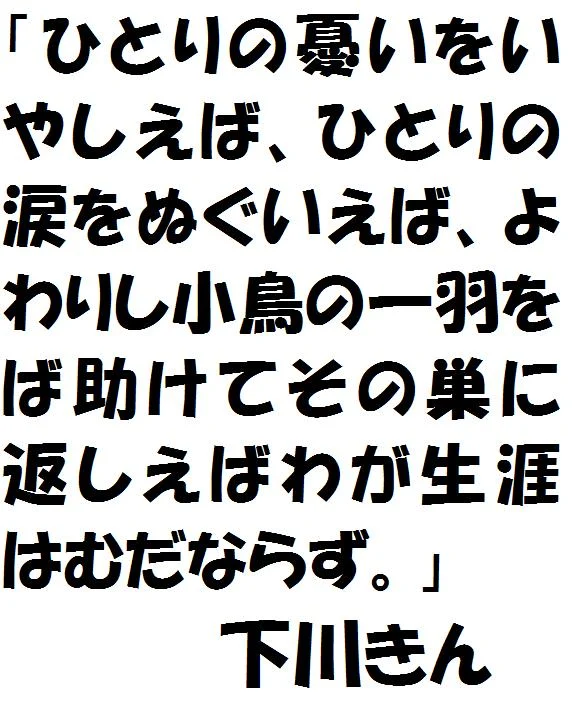 「ひとりの憂いをい
やしえば、ひとりの
涙をぬぐいえば、よ
わりし小鳥の一羽を
ば助けてその巣に
返しえばわが生涯
はむだならず。」
下川きん